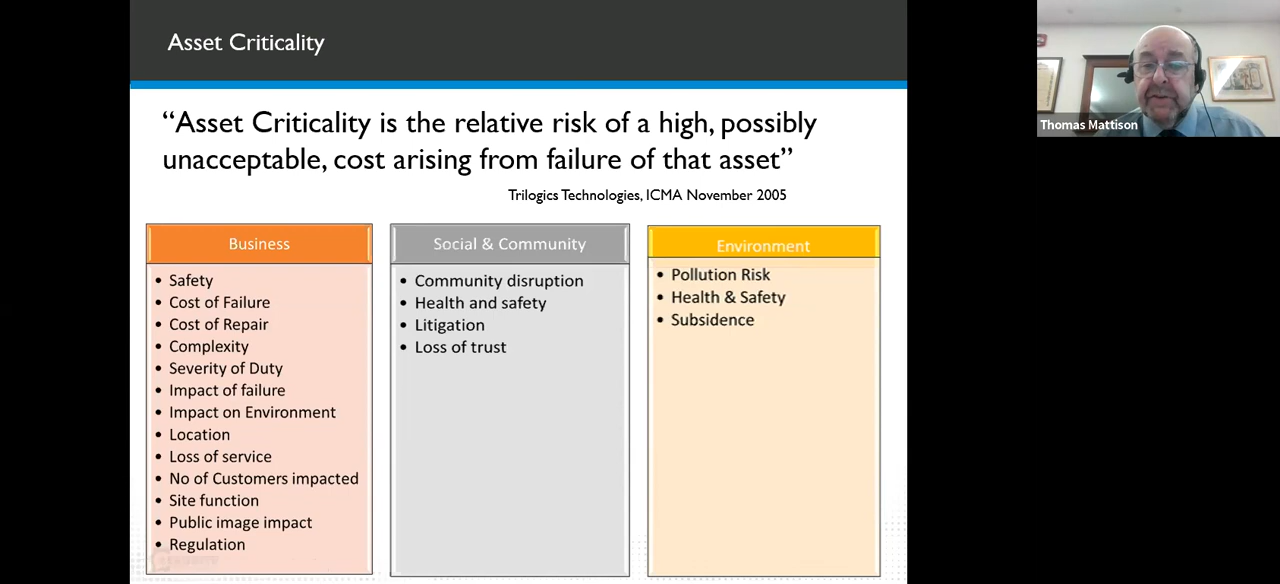 Asset Criticality
“Asset Criticality is the relative risk of a high, possibly
unacceptable, cost arising from failure of that asset”
Trilogics Technologies, ICMA November 2005
Business
• Safety
• Cost of Failure
• Cost of Repair
• Complexity
• Severity of Duty
• Impact of failure
• Impact on Environment
• Location
• Loss of service
• No of Customers impacted
• Site function
• Public image impact
• Regulation
Social & Community
• Community disruption
• Health and safety
• Litigation
• Loss of trust
Environment
• Pollution Risk
• Health & Safety
• Subsidence
Thomas Mattison